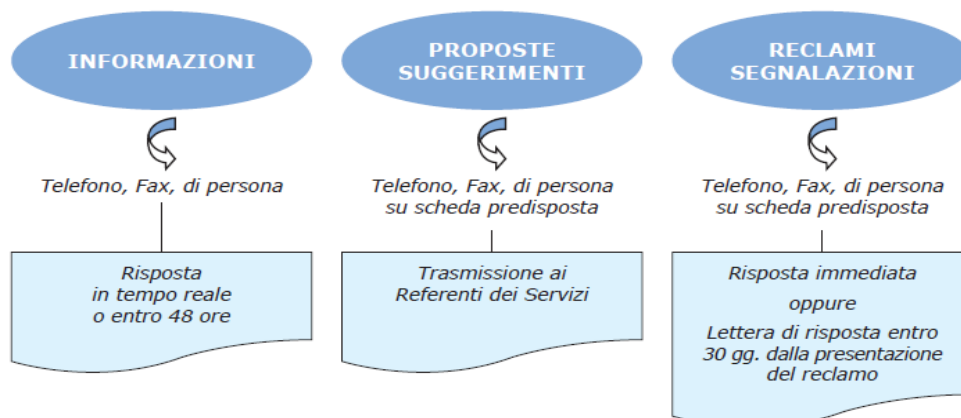 INFORMAZIONI
Telefono, Fax, di persona
Risposta
in tempo reale
o entro 48 ore
PROPOSTE
SUGGERIMENTI
Telefono, Fax, di persona
su scheda predisposta
Trasmissione ai
Referenti dei Servizi
RECLAMI
SEGNALAZIONI
Telefono, Fax, di persona
su scheda predisposta
Risposta immediata
oppure
Lettera di risposta entro
30 gg. dalla presentazione
del reclamo